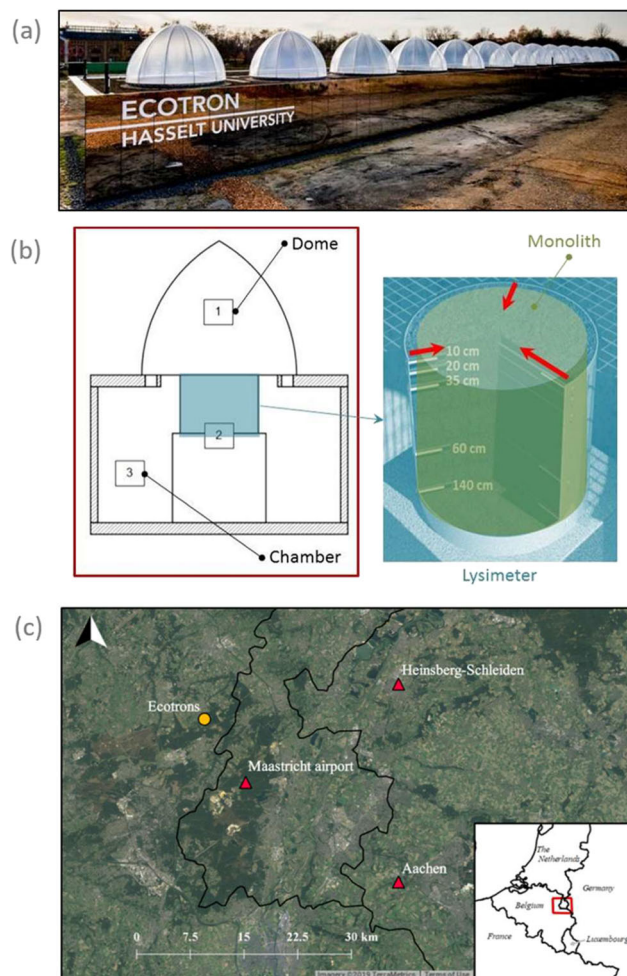 (a)
ECOTRON
HASSELT UNIVERSITY
(b)
Dome
1
2
3
Chamber
Monolith
10 cm
20 cm
35 cm
60 cm
140 cm
Lysimeter
(c)
Heinsberg-Schleiden
Ecotrons
Maastricht airport
Aachen
0 7.5 15 22.5 30 km
The
Netherlands
Germany
Belgium
France
Luxembourg